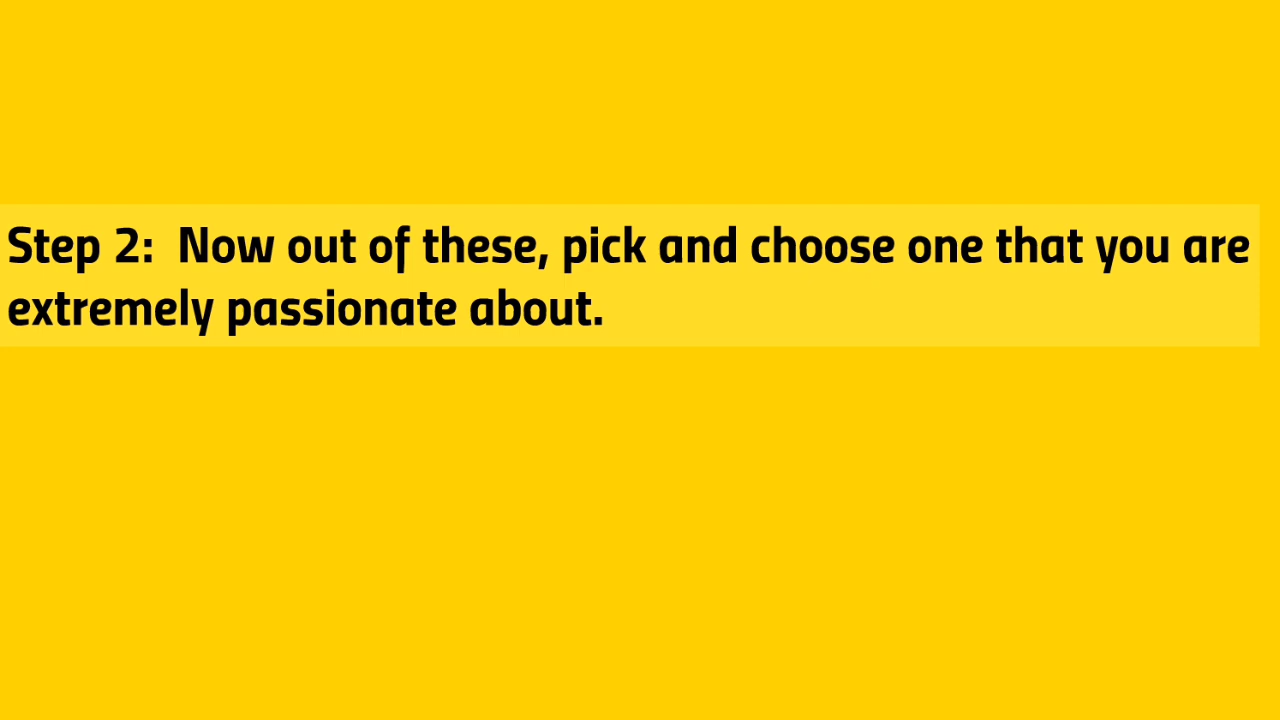 Step 2:  Now out of these, pick and choose one that you are
extremely passionate about.